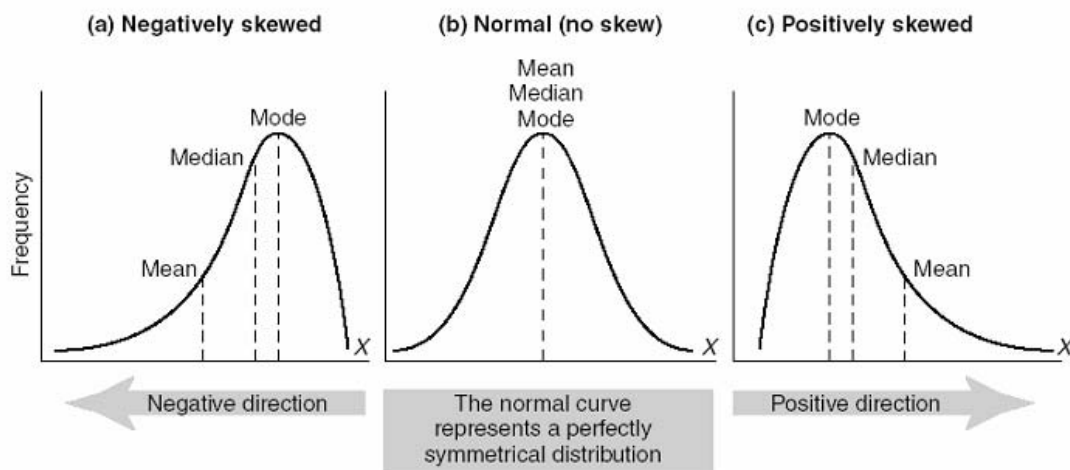 (a) Negatively skewed
(b) Normal (no skew)
(c) Positively skewed
Frequency
Mode
Median
Mean
X
Mean
Median
Mode
X
Mode
Median
Mean
X
Negative direction
The normal curve
represents a perfectly
symmetrical distribution
Positive direction